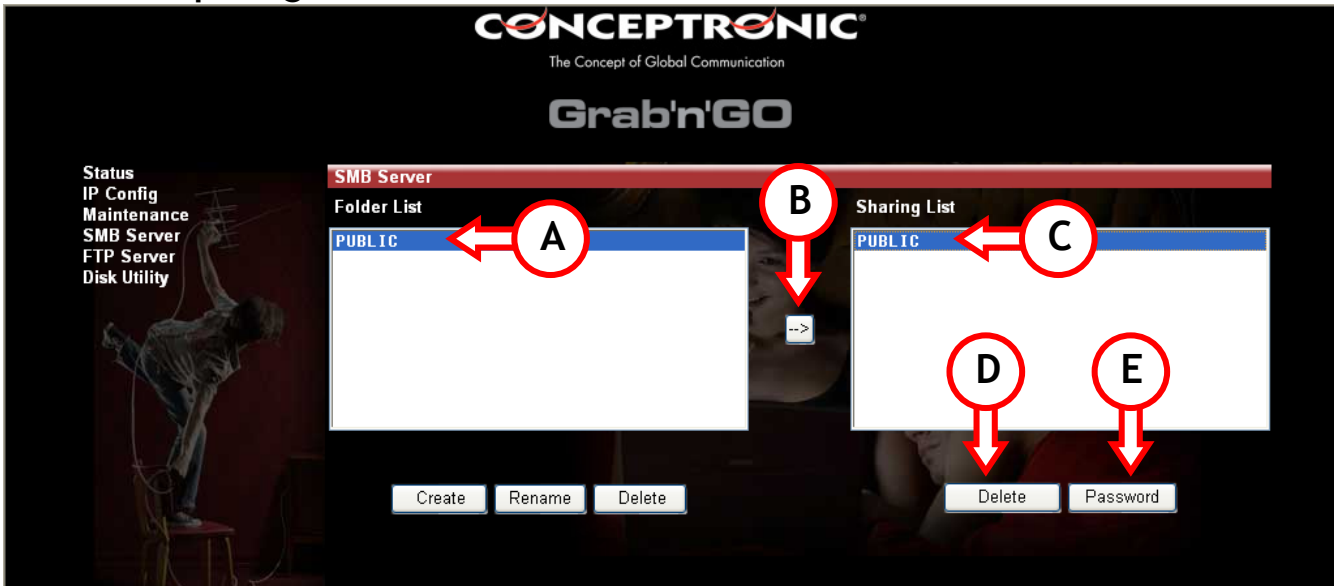 CONCEPTRONIC®
The Concept of Global Communication
Grab'n'GO
Status
IP Config
Maintenance
SMB Server
FTP Server
Disk Utility
SMB Server
Folder List
B
Sharing List
PUBLIC
A
PUBLIC
C
-->
D
E
Create Rename Delete
Delete Password